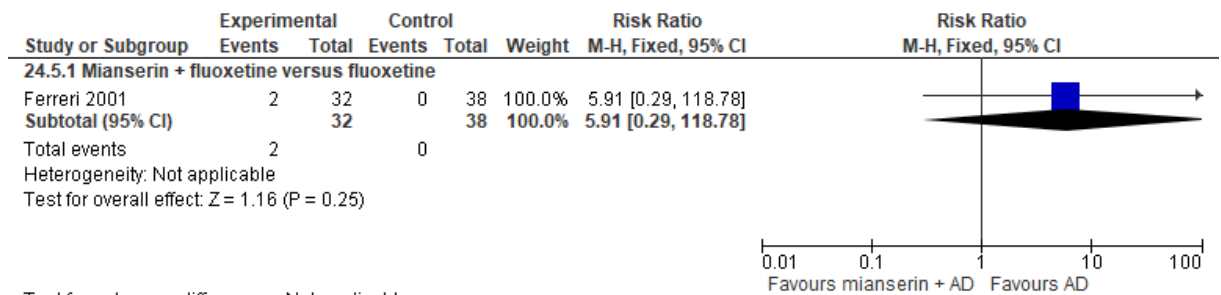 Experimental Control Risk Ratio Risk Ratio
Study or Subgroup Events Total Events Total Weight M-H, Fixed, 95% CI M-H, Fixed, 95% CI
24.5.1 Mianserin + fluoxetine versus fluoxetine
Ferreri 2001 2 32 0 38 100.0% 5.91 [0.29, 118.78]
Subtotal (95% CI) 32 38 100.0% 5.91 [0.29, 118.78]
Total events 2 0
Heterogeneity: Not applicable
Test for overall effect: Z = 1.16 (P = 0.25)
0.01 0.1 1 10 100
Favours mianserin + AD Favours AD